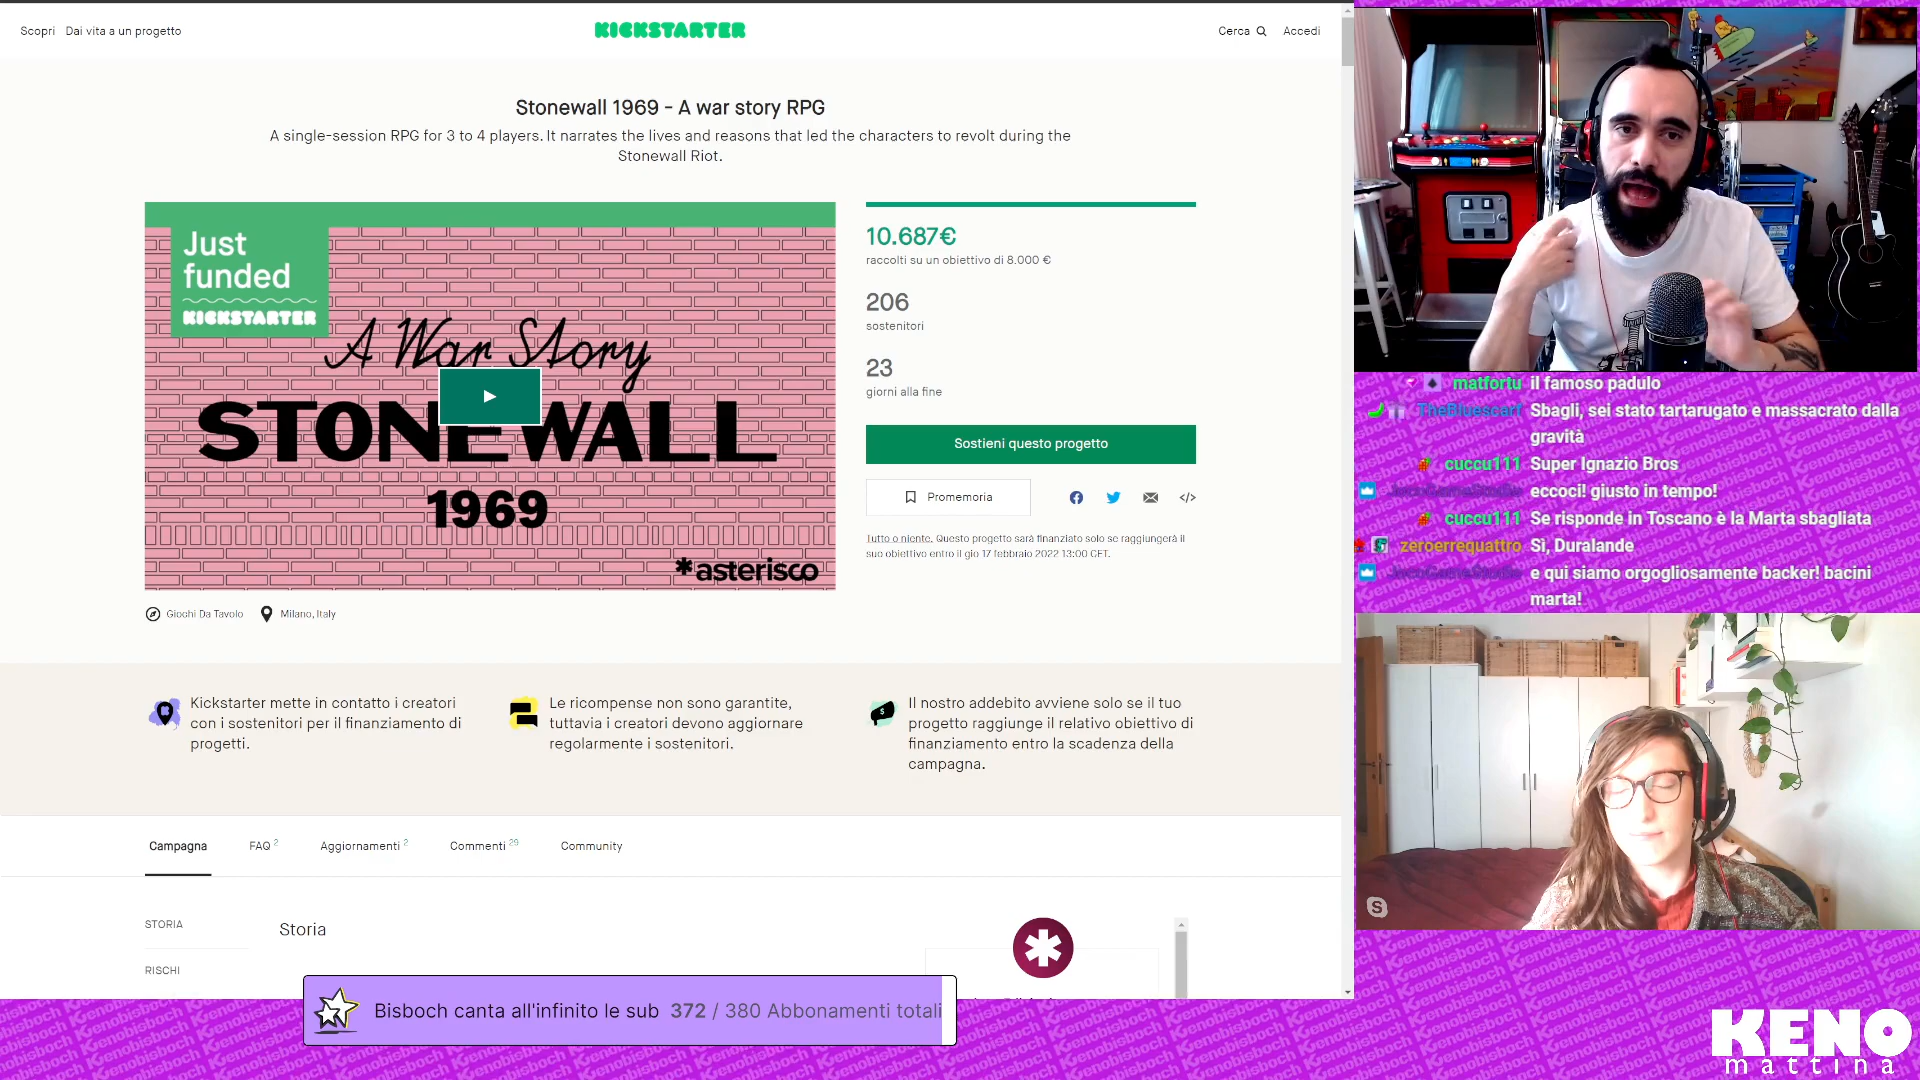 Scopri Dai vita a un progetto
KICKSTARTER
Cerca Accedi
Stonewall 1969 - A war story RPG
A single-session RPG for 3 to 4 players. It narrates the lives and reasons that led the characters to revolt during the
Stonewall Riot.
Just
funded
KICKSTARTER
A War Story
STONEWALL
1969
*asterisco
10.687€
raccolti su un obiettivo di 8.000 €
206
sostenitori
23
giorni alla fine
Sostieni questo progetto
Promemoria
Tutto o niente. Questo progetto sarà finanziato solo se raggiungerà il
suo obiettivo entro il gio 17 febbraio 2022 13:00 CET.
Giochi Da Tavolo Milano, Italy
Kickstarter mette in contatto i creatori
con i sostenitori per il finanziamento di
progetti.
Le ricompense non sono garantite,
tuttavia i creatori devono aggiornare
regolarmente i sostenitori.
Il nostro addebito avviene solo se il tuo
progetto raggiunge il relativo obiettivo di
finanziamento entro la scadenza della
campagna.
Campagna FAQ 2 Aggiornamenti 2 Commenti 29 Community
STORIA
RISCHI
Storia
Bisboch canta all'infinito le sub 372 / 380 Abbonamenti totali
matfortu il famoso padulo
TheBluescarf Sbagli, sei stato tartarugato e massacrato dalla
gravità
cuccu111 Super Ignazio Bros
eccoci! giusto in tempo!
cuccu111 Se risponde in Toscano è la Marta sbagliata
zeroerrequattro Sì, Duralande
e qui siamo orgogliosamente backer! bacini
marta!
KENO
mattina